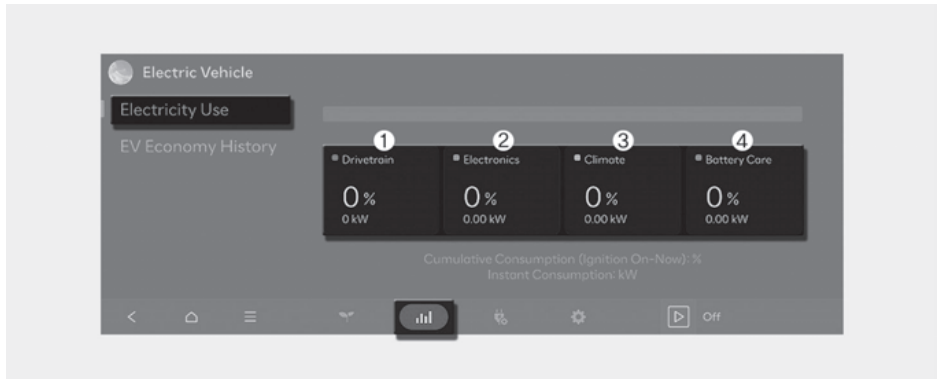 Electric Vehicle
Electricity Use
EV Economy History
1 2 3 4
Drivetrain Electronics Climate Battery Care
0 % 0 % 0 % 0 %
0 kW 0.00 kW 0.00 kW 0.00 kW
Cumulative Consumption (Ignition On-Now): %
Instant Consumption: kW
Off